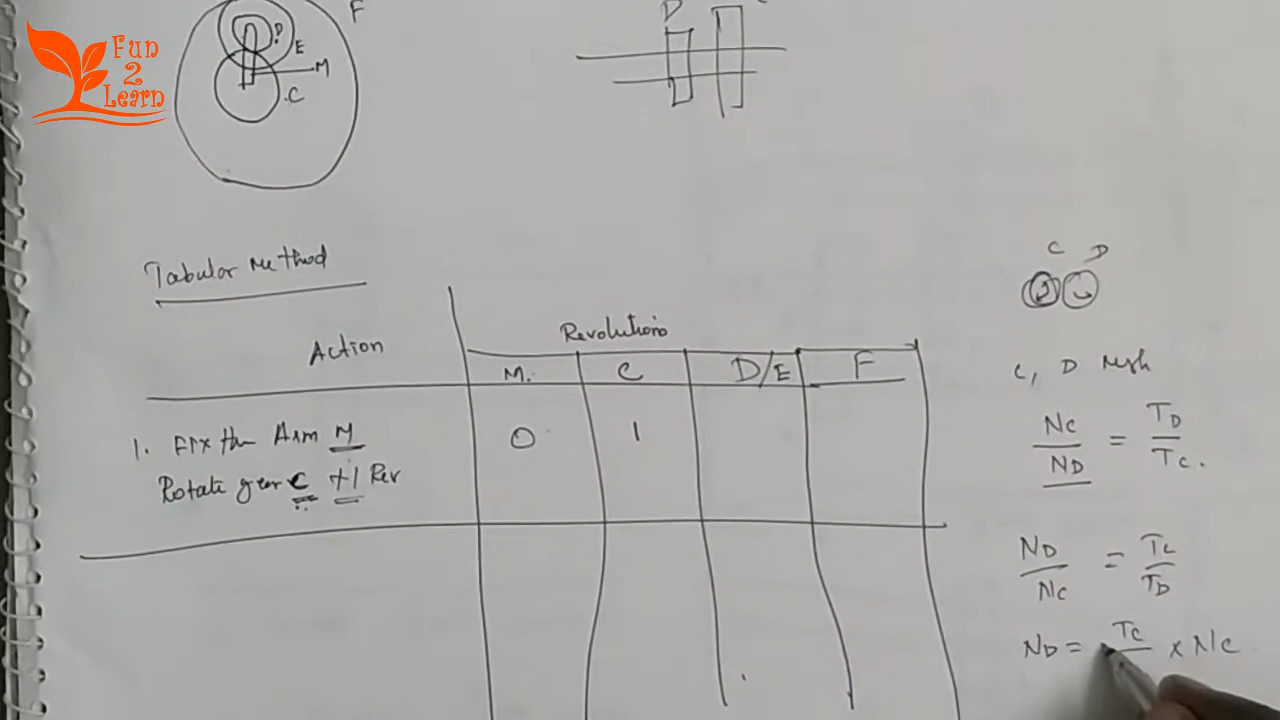 Fun
2
Learn
F
D
E
M
C
D
Tabular Method
C D
Action
Revolutions
M. C D/E F
C, D mesh
1. Fix the Arm M
0 1
Rotate gear C +1 Rev
NC / ND = TD / TC.
ND / NC = TC / TD
ND = TC × NC